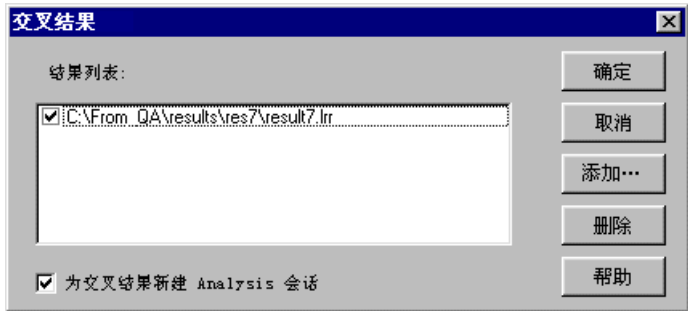 交叉结果
结果列表:
确定
C:\From_QA\results\res7\result7.lrr
取消
添加…
删除
为交叉结果新建 Analysis 会话
帮助